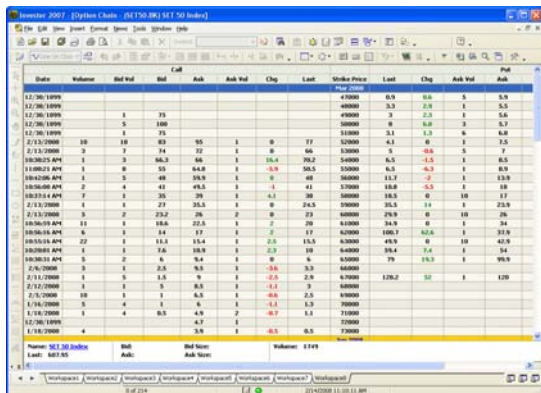 Investor 2007 - [Option Chain - (SET50.BK) SET 50 Index]
File Edit View Insert Format News Tools Window Help
Call Put
Date Volume Bid Vol Bid Ask Ask Vol Chg Last Strike Price Last Chg Ask Vol Ask
Mar 2008
12/30/1899 47000 0.9 0.6 5 5.9
12/30/1899 48000 3.3 2.9 1 5.5
12/30/1899 1 75 49000 3 2.3 1 5.6
12/30/1899 5 100 50000 8 6.8 3 5.7
12/30/1899 1 75 51000 3.1 1.3 6 6.8
2/13/2008 10 10 83 95 1 0 77 52000 4.1 0 1 7.5
2/13/2008 3 7 74 72 1 0 66 53000 5 -0.6 5 7
10:30:25 AM 1 3 66.3 66 1 16.4 70.2 54000 6.5 -1.5 1 8.5
11:00:21 AM 1 8 55 64.8 1 -3.9 50.5 55000 6.5 -6.3 1 8.9
10:42:06 AM 1 5 48 59.9 1 0 48 56000 11.7 -2 1 13.9
10:56:08 AM 2 4 41 49.5 1 -1 41 57000 10.8 -5.5 1 18
10:37:14 AM 7 1 35 39 1 4.1 38 58000 18.5 0 10 17
2/13/2008 1 1 27 35.5 1 0 24.5 59000 35.5 14 1 23.9
2/13/2008 5 2 23.2 26 2 0 23 60000 29.9 0 10 26
10:56:59 AM 11 1 18.6 22.5 1 2 20 61000 34.9 0 1 34
10:56:16 AM 6 1 14 17 1 2 17 62000 100.7 62.6 1 37.9
10:55:16 AM 22 1 11.1 15.4 1 2.5 15.5 63000 49.9 0 10 42.9
10:20:01 AM 1 3 7.6 10.9 1 2.3 10 64000 59.4 7.4 1 54
10:30:31 AM 5 2 6 9.4 1 0 6 65000 79 19.3 1 99.9
2/6/2008 3 1 2.5 9.5 1 -3.6 3.3 66000
2/11/2008 1 5 1.5 9 1 -2.5 2.9 67000 128.2 52 1 120
2/12/2008 1 1 5 8.5 1 -1.1 3 68000
2/5/2008 10 1 1 6.5 1 -0.6 2.5 69000
1/16/2008 5 4 1 6 1 -1.1 1.3 70000
1/18/2008 1 4 0.5 4.9 2 -0.7 1.1 71000
12/30/1899 4.7 1 72000
1/18/2008 4 3.9 1 -0.5 0.5 73000
Name: SET 50 Index Bid: Bid Size: Volume: 1749
Last: 607.95 Ask: Ask Size:
Workspace1 Workspace2 Workspace3 Workspace4 Workspace5 Workspace6 Workspace7 Workspace8
0 of 214 2/14/2008 11:10:11 AM